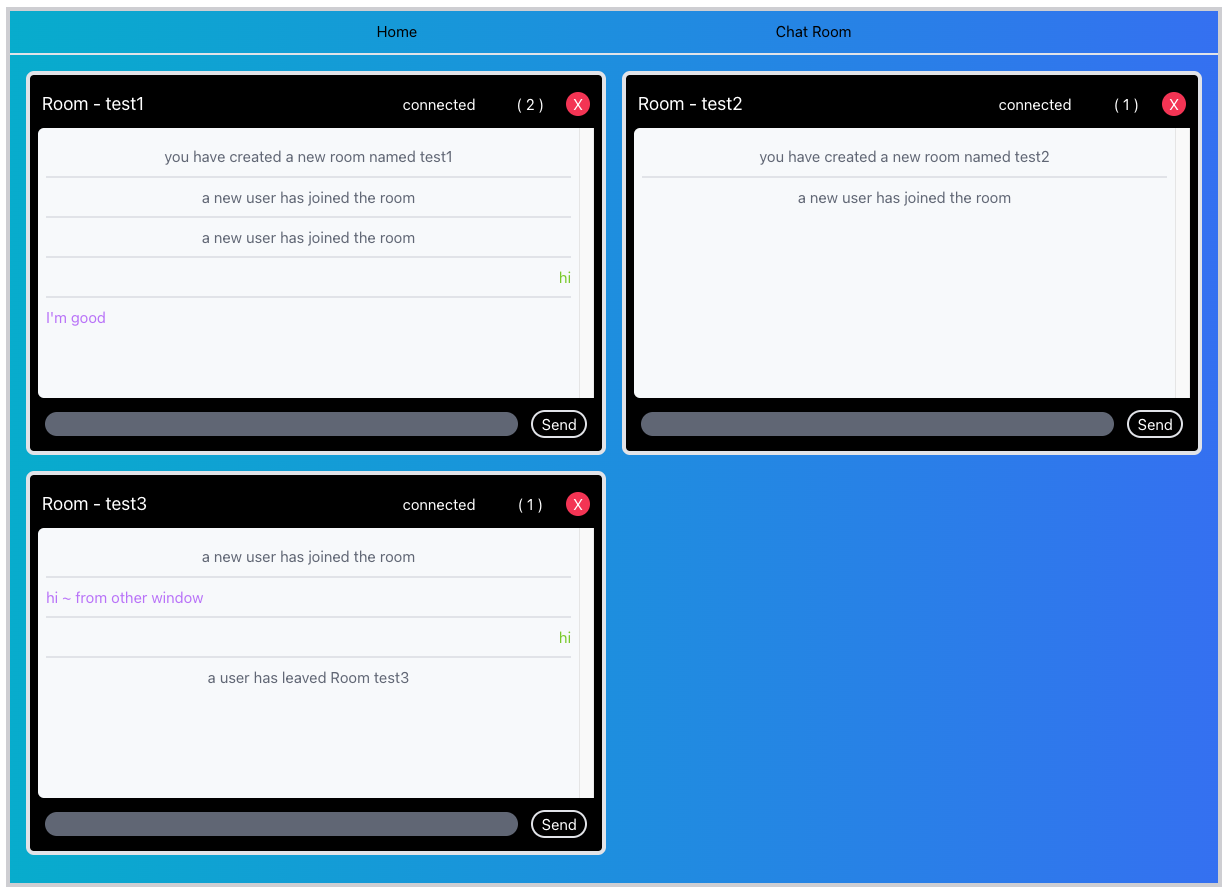 Home Chat Room
Room - test1 connected ( 2 ) X
you have created a new room named test1
a new user has joined the room
a new user has joined the room
hi
I'm good
Send
Room - test2 connected ( 1 ) X
you have created a new room named test2
a new user has joined the room
Send
Room - test3 connected ( 1 ) X
a new user has joined the room
hi ~ from other window
hi
a user has leaved Room test3
Send